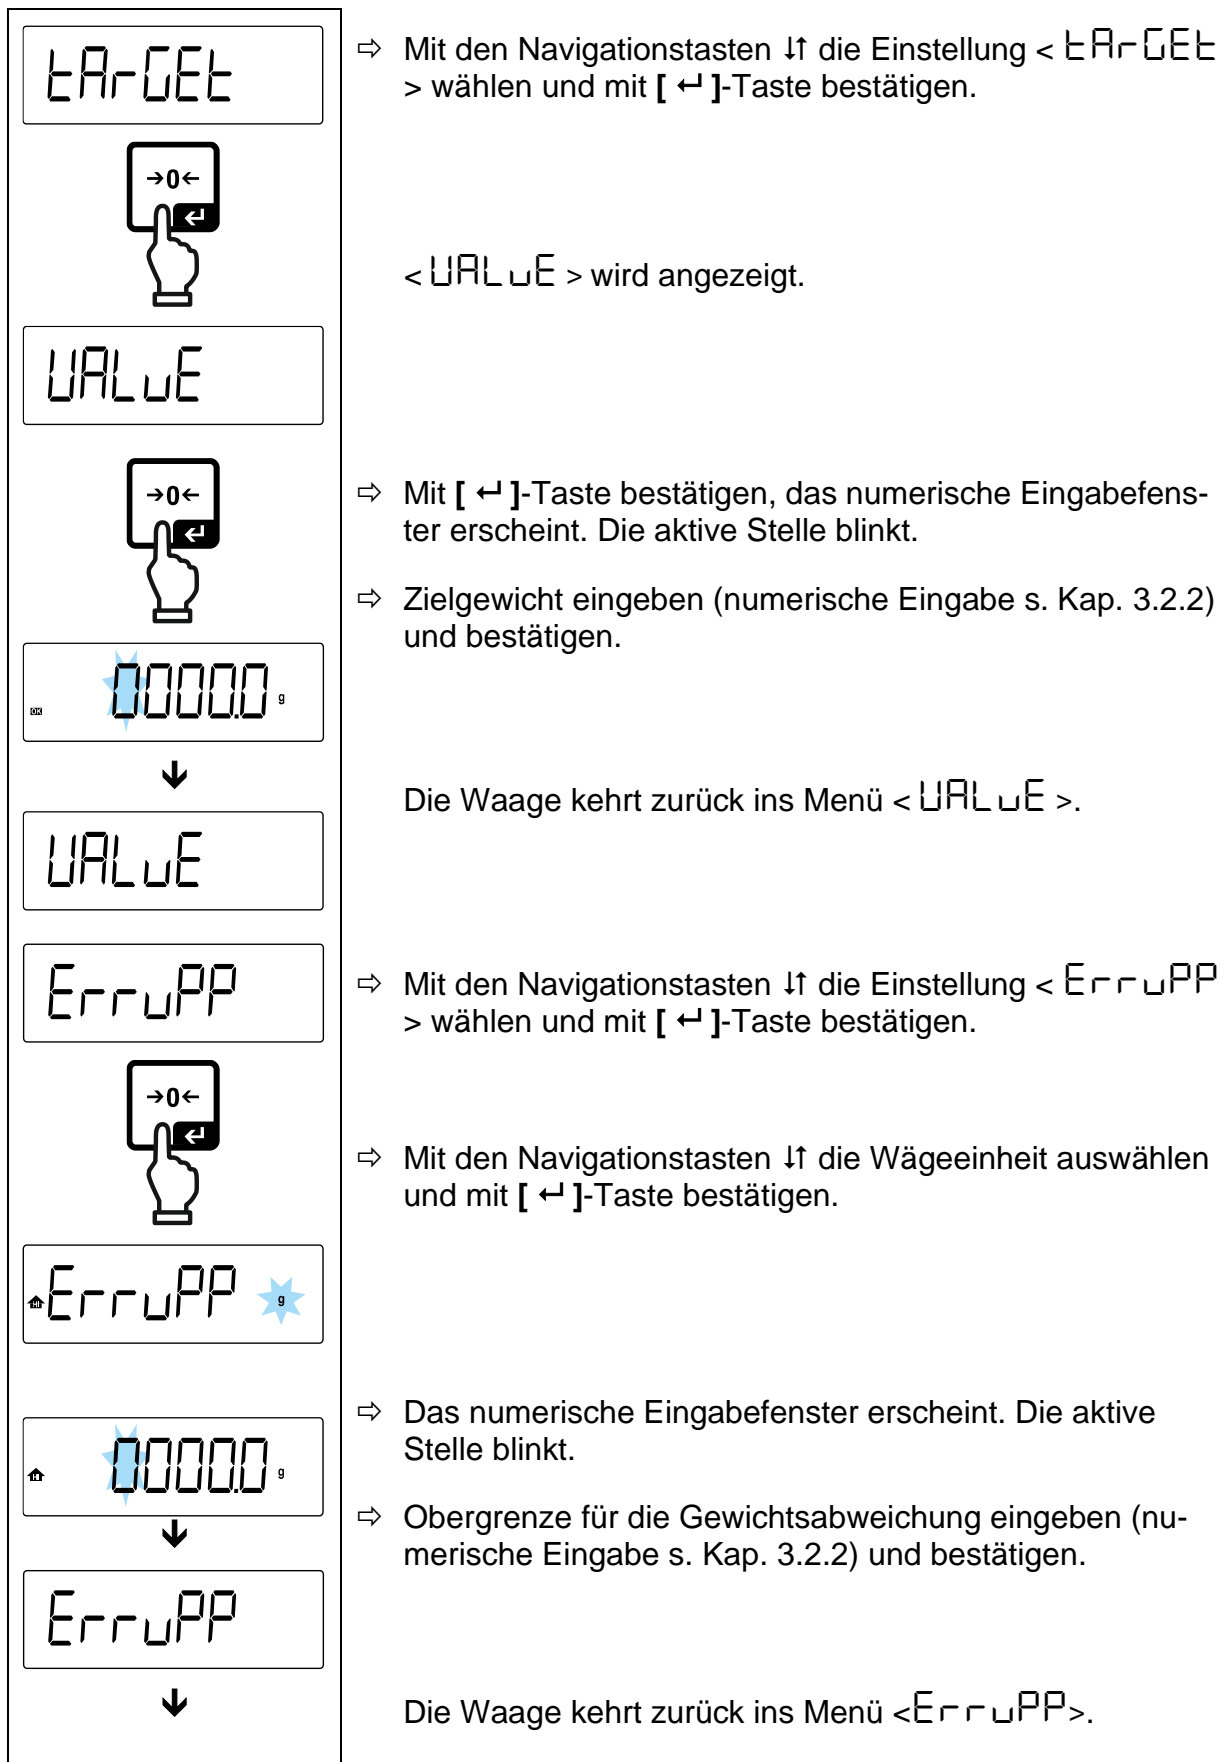 tArGEt
⇨ Mit den Navigationstasten ↓↑ die Einstellung < tArGEt
> wählen und mit [ ↵ ]-Taste bestätigen.
→0←
↵
< VALuE > wird angezeigt.
VALuE
→0←
↵
⇨ Mit [ ↵ ]-Taste bestätigen, das numerische Eingabefens-
ter erscheint. Die aktive Stelle blinkt.
⇨ Zielgewicht eingeben (numerische Eingabe s. Kap. 3.2.2)
und bestätigen.
OK 0000.0 g
Die Waage kehrt zurück ins Menü < VALuE >.
VALuE
ErruPP
⇨ Mit den Navigationstasten ↓↑ die Einstellung < ErruPP
> wählen und mit [ ↵ ]-Taste bestätigen.
→0←
↵
⇨ Mit den Navigationstasten ↓↑ die Wägeeinheit auswählen
und mit [ ↵ ]-Taste bestätigen.
HI ErruPP g
⇨ Das numerische Eingabefenster erscheint. Die aktive
Stelle blinkt.
HI 0000.0 g
⇨ Obergrenze für die Gewichtsabweichung eingeben (nu-
merische Eingabe s. Kap. 3.2.2) und bestätigen.
ErruPP
Die Waage kehrt zurück ins Menü <ErruPP>.